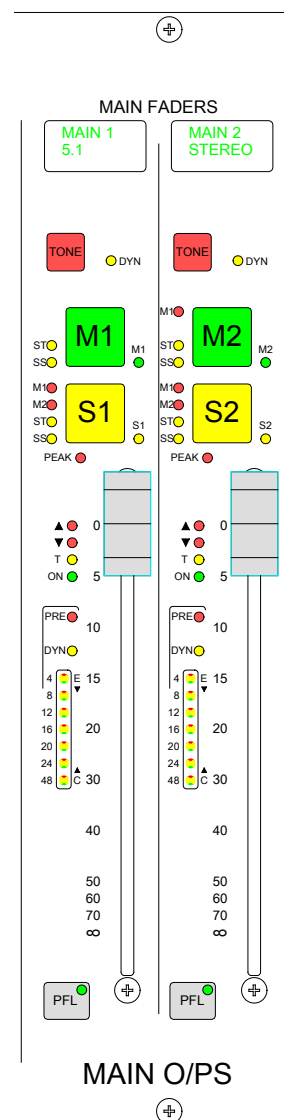 MAIN FADERS
MAIN 1
5.1
TONE
DYN
M1
ST
SS
M1
M1
M2
ST
SS
S1
S1
PEAK
▲
0
▼
T
ON
5
PRE
10
DYN
4
E
15
8
▼
12
16
20
20
24
▲
48
C
30
40
50
60
70
∞
PFL
MAIN 2
STEREO
TONE
DYN
M1
M2
ST
SS
M2
M1
M2
ST
SS
S2
S2
PEAK
▲
0
▼
T
ON
5
PRE
10
DYN
4
E
15
8
▼
12
16
20
20
24
▲
48
C
30
40
50
60
70
∞
PFL
MAIN O/PS